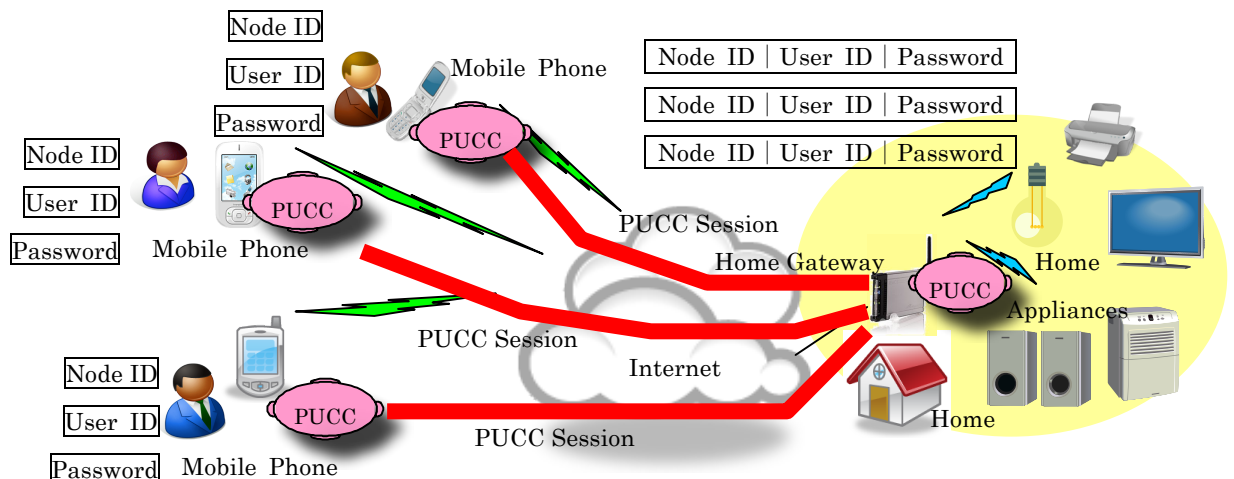 Node ID
User ID
Password
Mobile Phone
PUCC
Node ID | User ID | Password
Node ID | User ID | Password
Node ID | User ID | Password
Node ID
User ID
Password
PUCC
Mobile Phone
PUCC Session
Home Gateway
PUCC
Home
Appliances
PUCC Session
Internet
Node ID
User ID
Password
PUCC
Mobile Phone
PUCC Session
Home